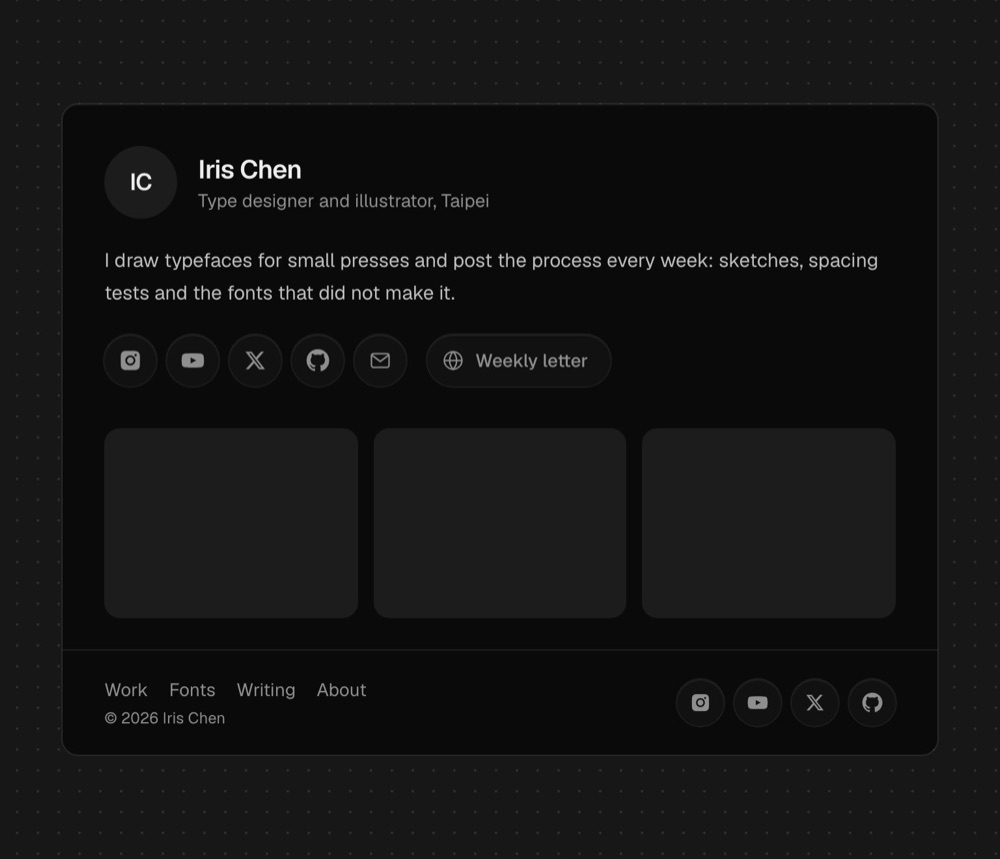 IC
Iris Chen
Type designer and illustrator, Taipei
I draw typefaces for small presses and post the process every week: sketches, spacing
tests and the fonts that did not make it.
Weekly letter
Work Fonts Writing About
© 2026 Iris Chen